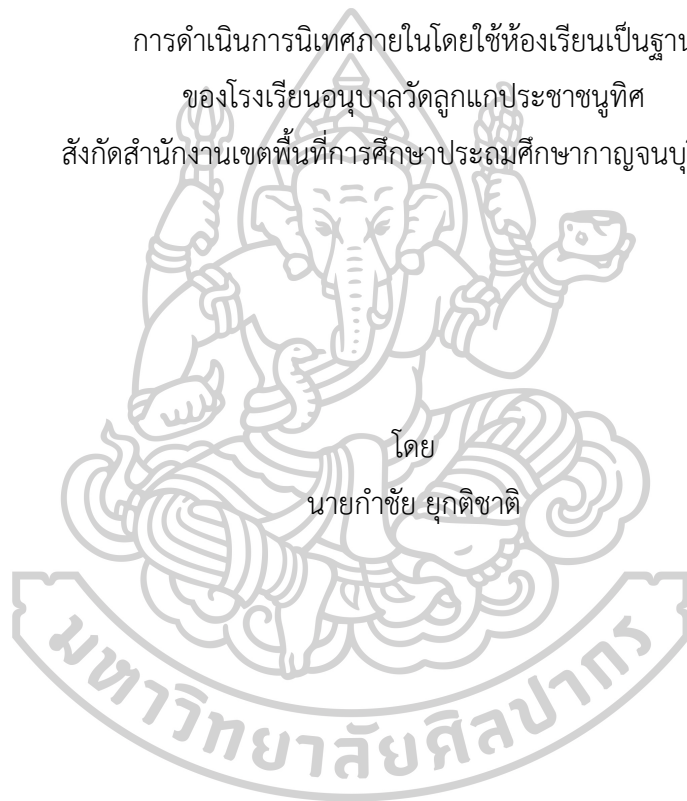 การดำเนินการนิเทศภายในโดยใช้ห้องเรียนเป็นฐาน
ของโรงเรียนอนุบาลวัดลูกแกประชาชนูทิศ
สังกัดสำนักงานเขตพื้นที่การศึกษาประถมศึกษากาญจนบุ
โดย
นายกำชัย ยุกติชาติ
มหาวิทยาลัยศิลปากร